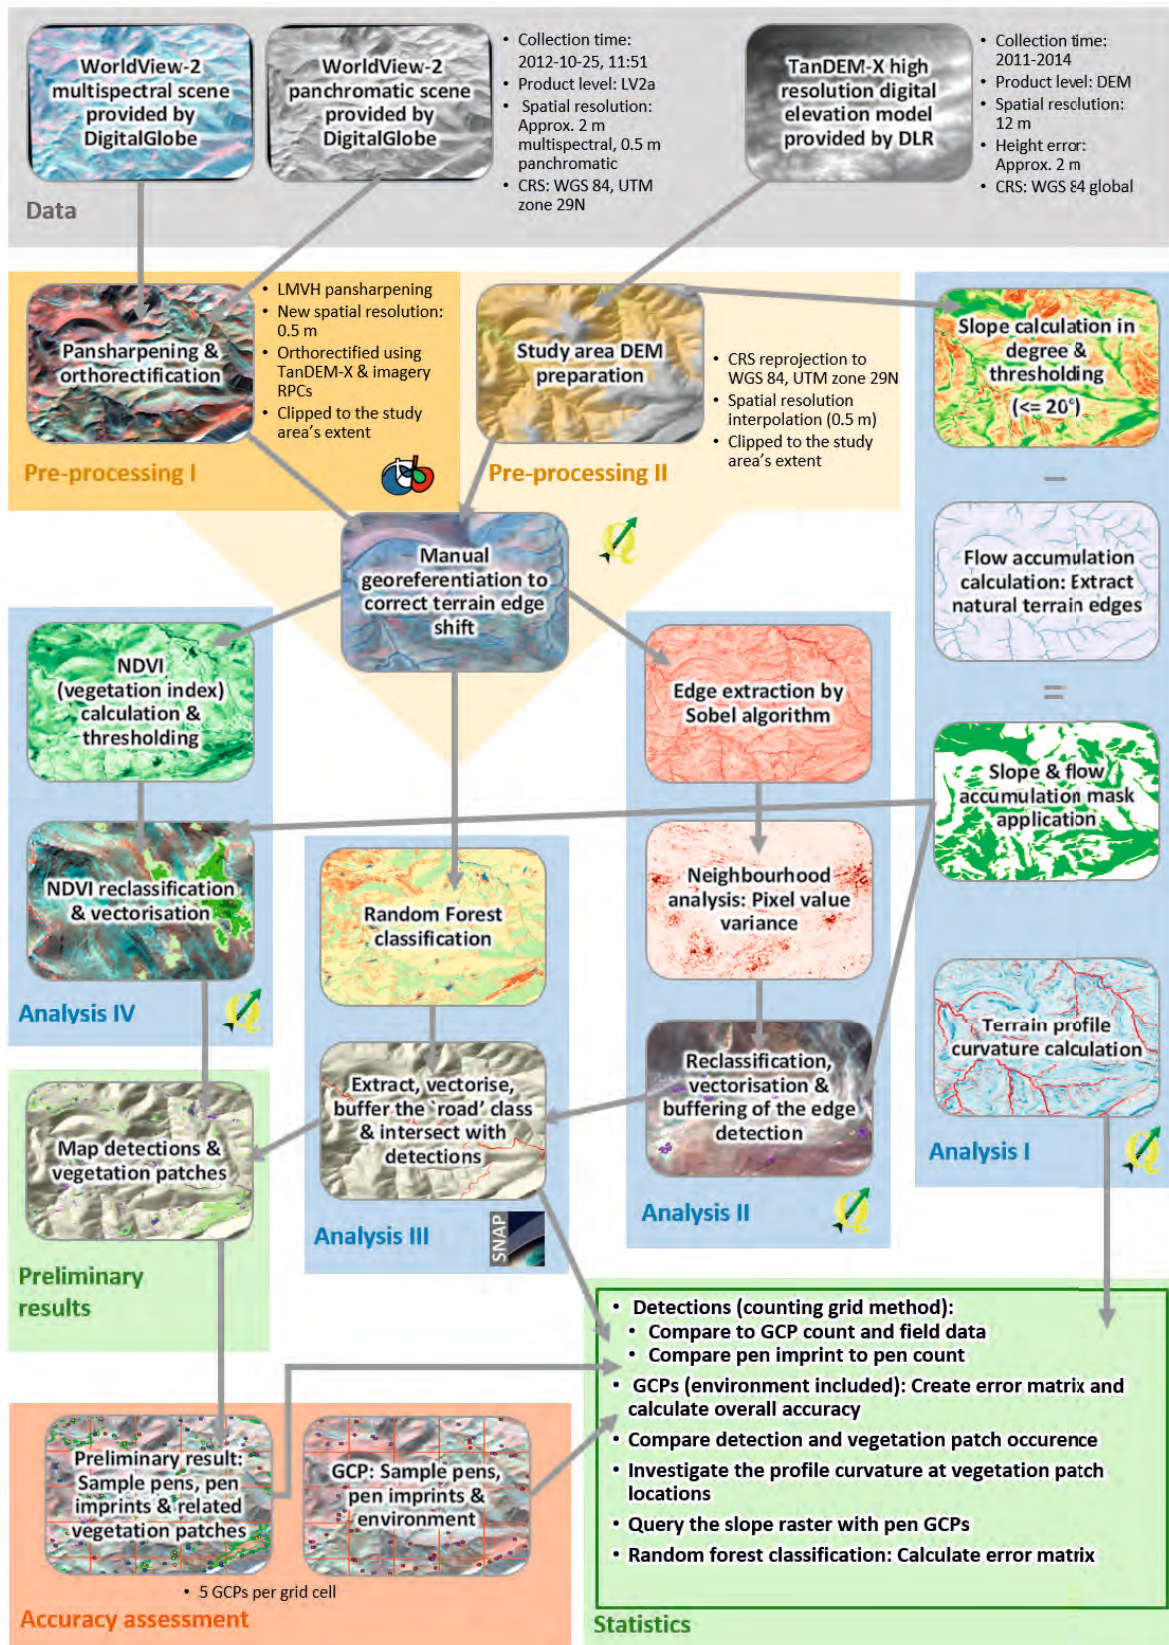 WorldView-2
multispectral scene
provided by
DigitalGlobe
WorldView-2
panchromatic scene
provided by
DigitalGlobe
• Collection time:
2012-10-25, 11:51
• Product level: LV2a
• Spatial resolution:
Approx. 2 m
multispectral, 0.5 m
panchromatic
• CRS: WGS 84, UTM
zone 29N
TanDEM-X high
resolution digital
elevation model
provided by DLR
• Collection time:
2011-2014
• Product level: DEM
• Spatial resolution:
12 m
• Height error:
Approx. 2 m
• CRS: WGS 84 global
Data
Pansharpening &
orthorectification
• LMVH pansharpening
• New spatial resolution:
0.5 m
• Orthorectified using
TanDEM-X & imagery
RPCs
• Clipped to the study
area's extent
Pre-processing I
Study area DEM
preparation
• CRS reprojection to
WGS 84, UTM zone 29N
• Spatial resolution
interpolation (0.5 m)
• Clipped to the study
area's extent
Pre-processing II
Slope calculation in
degree &
thresholding
(<= 20°)
–
Flow accumulation
calculation: Extract
natural terrain edges
=
Slope & flow
accumulation mask
application
Terrain profile
curvature calculation
Analysis I
Manual
georeferentiation to
correct terrain edge
shift
NDVI
(vegetation index)
calculation &
thresholding
NDVI reclassification
& vectorisation
Analysis IV
Edge extraction by
Sobel algorithm
Neighbourhood
analysis: Pixel value
variance
Reclassification,
vectorisation &
buffering of the edge
detection
Analysis II
Random Forest
classification
Extract, vectorise,
buffer the `road' class
& intersect with
detections
Analysis III
SNAP
Map detections &
vegetation patches
Preliminary
results
• Detections (counting grid method):
• Compare to GCP count and field data
• Compare pen imprint to pen count
• GCPs (environment included): Create error matrix and
calculate overall accuracy
• Compare detection and vegetation patch occurence
• Investigate the profile curvature at vegetation patch
locations
• Query the slope raster with pen GCPs
• Random forest classification: Calculate error matrix
Statistics
Preliminary result:
Sample pens, pen
imprints & related
vegetation patches
GCP: Sample pens,
pen imprints &
environment
• 5 GCPs per grid cell
Accuracy assessment